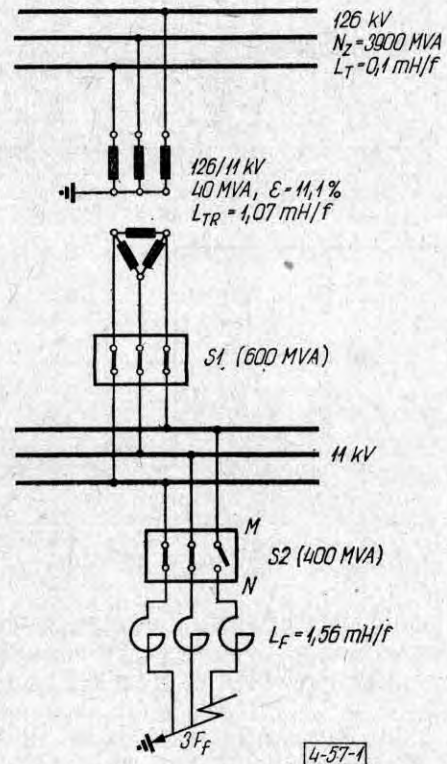 126 kV
N_Z=3900 MVA
L_T=0,1 mH/f
126/11 kV
40 MVA, ε=11,1%
L_TR=1,07 mH/f
S1 (600 MVA)
11 kV
M
S2 (400 MVA)
N
L_F=1,56 mH/f
3F_f
4-57-1